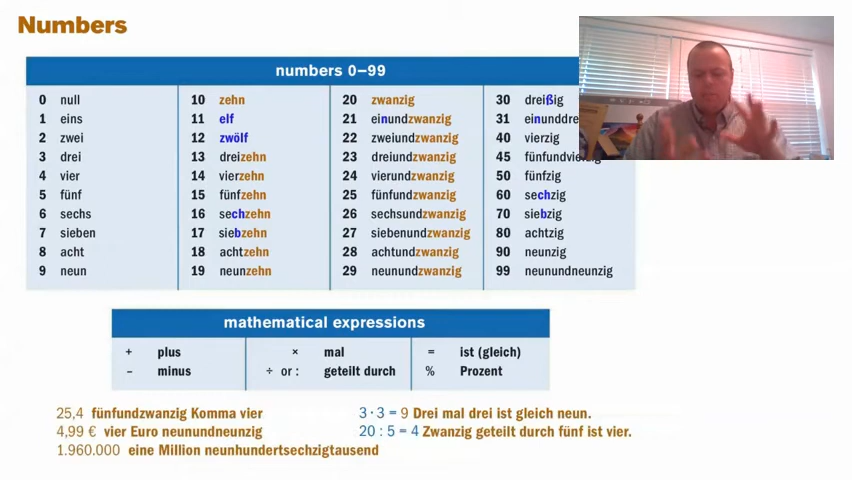 Numbers
numbers 0–99
0 null 10 zehn 20 zwanzig 30 dreißig
1 eins 11 elf 21 einundzwanzig 31
2 zwei 12 zwölf 22 zweiundzwanzig 40 vierzig
3 drei 13 dreizehn 23 dreiundzwanzig 45
4 vier 14 vierzehn 24 vierundzwanzig 50 fünfzig
5 fünf 15 fünfzehn 25 fünfundzwanzig 60 sechzig
6 sechs 16 sechzehn 26 sechsundzwanzig 70 siebzig
7 sieben 17 siebzehn 27 siebenundzwanzig 80 achtzig
8 acht 18 achtzehn 28 achtundzwanzig 90 neunzig
9 neun 19 neunzehn 29 neunundzwanzig 99 neunundneunzig
mathematical expressions
+ plus × mal = ist (gleich)
– minus ÷ or : geteilt durch % Prozent
25,4 fünfundzwanzig Komma vier 3 · 3 = 9 Drei mal drei ist gleich neun.
4,99 € vier Euro neunundneunzig 20 : 5 = 4 Zwanzig geteilt durch fünf ist vier.
1.960.000 eine Million neunhundertsechzigtausend